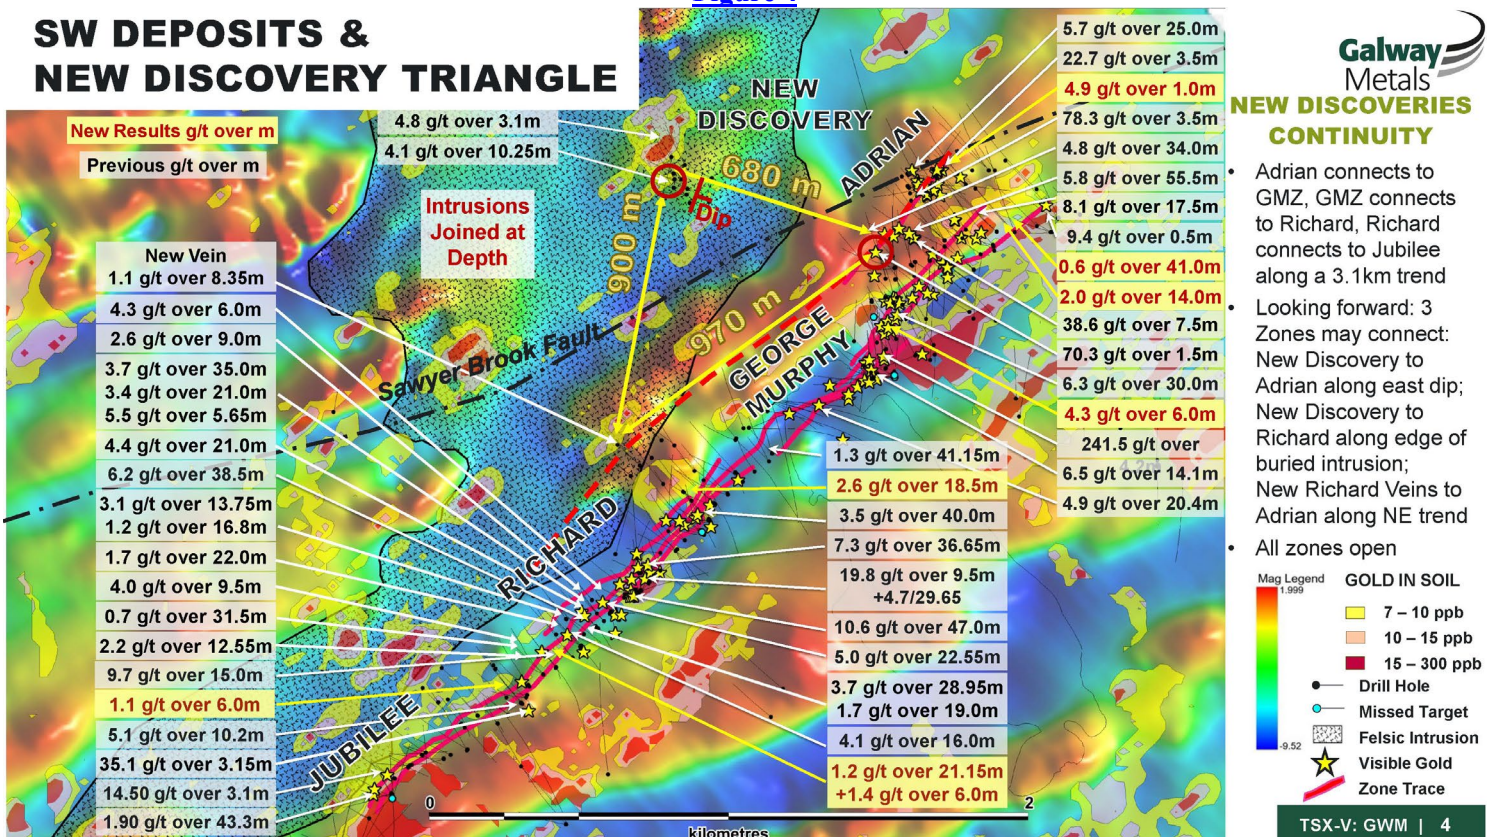 SW DEPOSITS &
NEW DISCOVERY TRIANGLE
New Results g/t over m
Previous g/t over m
4.8 g/t over 3.1m
4.1 g/t over 10.25m
Intrusions
Joined at
Depth
NEW
DISCOVERY
ADRIAN
680 m
Dip
900 m
970 m
Sawyer Brook Fault
GEORGE
MURPHY
RICHARD
JUBILEE
New Vein
1.1 g/t over 8.35m
4.3 g/t over 6.0m
2.6 g/t over 9.0m
3.7 g/t over 35.0m
3.4 g/t over 21.0m
5.5 g/t over 5.65m
4.4 g/t over 21.0m
6.2 g/t over 38.5m
3.1 g/t over 13.75m
1.2 g/t over 16.8m
1.7 g/t over 22.0m
4.0 g/t over 9.5m
0.7 g/t over 31.5m
2.2 g/t over 12.55m
9.7 g/t over 15.0m
1.1 g/t over 6.0m
5.1 g/t over 10.2m
35.1 g/t over 3.15m
14.50 g/t over 3.1m
1.90 g/t over 43.3m
5.7 g/t over 25.0m
22.7 g/t over 3.5m
4.9 g/t over 1.0m
78.3 g/t over 3.5m
4.8 g/t over 34.0m
5.8 g/t over 55.5m
8.1 g/t over 17.5m
9.4 g/t over 0.5m
0.6 g/t over 41.0m
2.0 g/t over 14.0m
38.6 g/t over 7.5m
70.3 g/t over 1.5m
6.3 g/t over 30.0m
4.3 g/t over 6.0m
241.5 g/t over
6.5 g/t over 14.1m
4.9 g/t over 20.4m
1.3 g/t over 41.15m
2.6 g/t over 18.5m
3.5 g/t over 40.0m
7.3 g/t over 36.65m
19.8 g/t over 9.5m
+4.7/29.65
10.6 g/t over 47.0m
5.0 g/t over 22.55m
3.7 g/t over 28.95m
1.7 g/t over 19.0m
4.1 g/t over 16.0m
1.2 g/t over 21.15m
+1.4 g/t over 6.0m
0
2
kilometres
Galway
Metals
NEW DISCOVERIES
CONTINUITY
• Adrian connects to
GMZ, GMZ connects
to Richard, Richard
connects to Jubilee
along a 3.1km trend
• Looking forward: 3
Zones may connect:
New Discovery to
Adrian along east dip;
New Discovery to
Richard along edge of
buried intrusion;
New Richard Veins to
Adrian along NE trend
• All zones open
Mag Legend
1.999
-9.52
GOLD IN SOIL
7 – 10 ppb
10 – 15 ppb
15 – 300 ppb
Drill Hole
Missed Target
Felsic Intrusion
Visible Gold
Zone Trace
TSX-V: GWM | 4